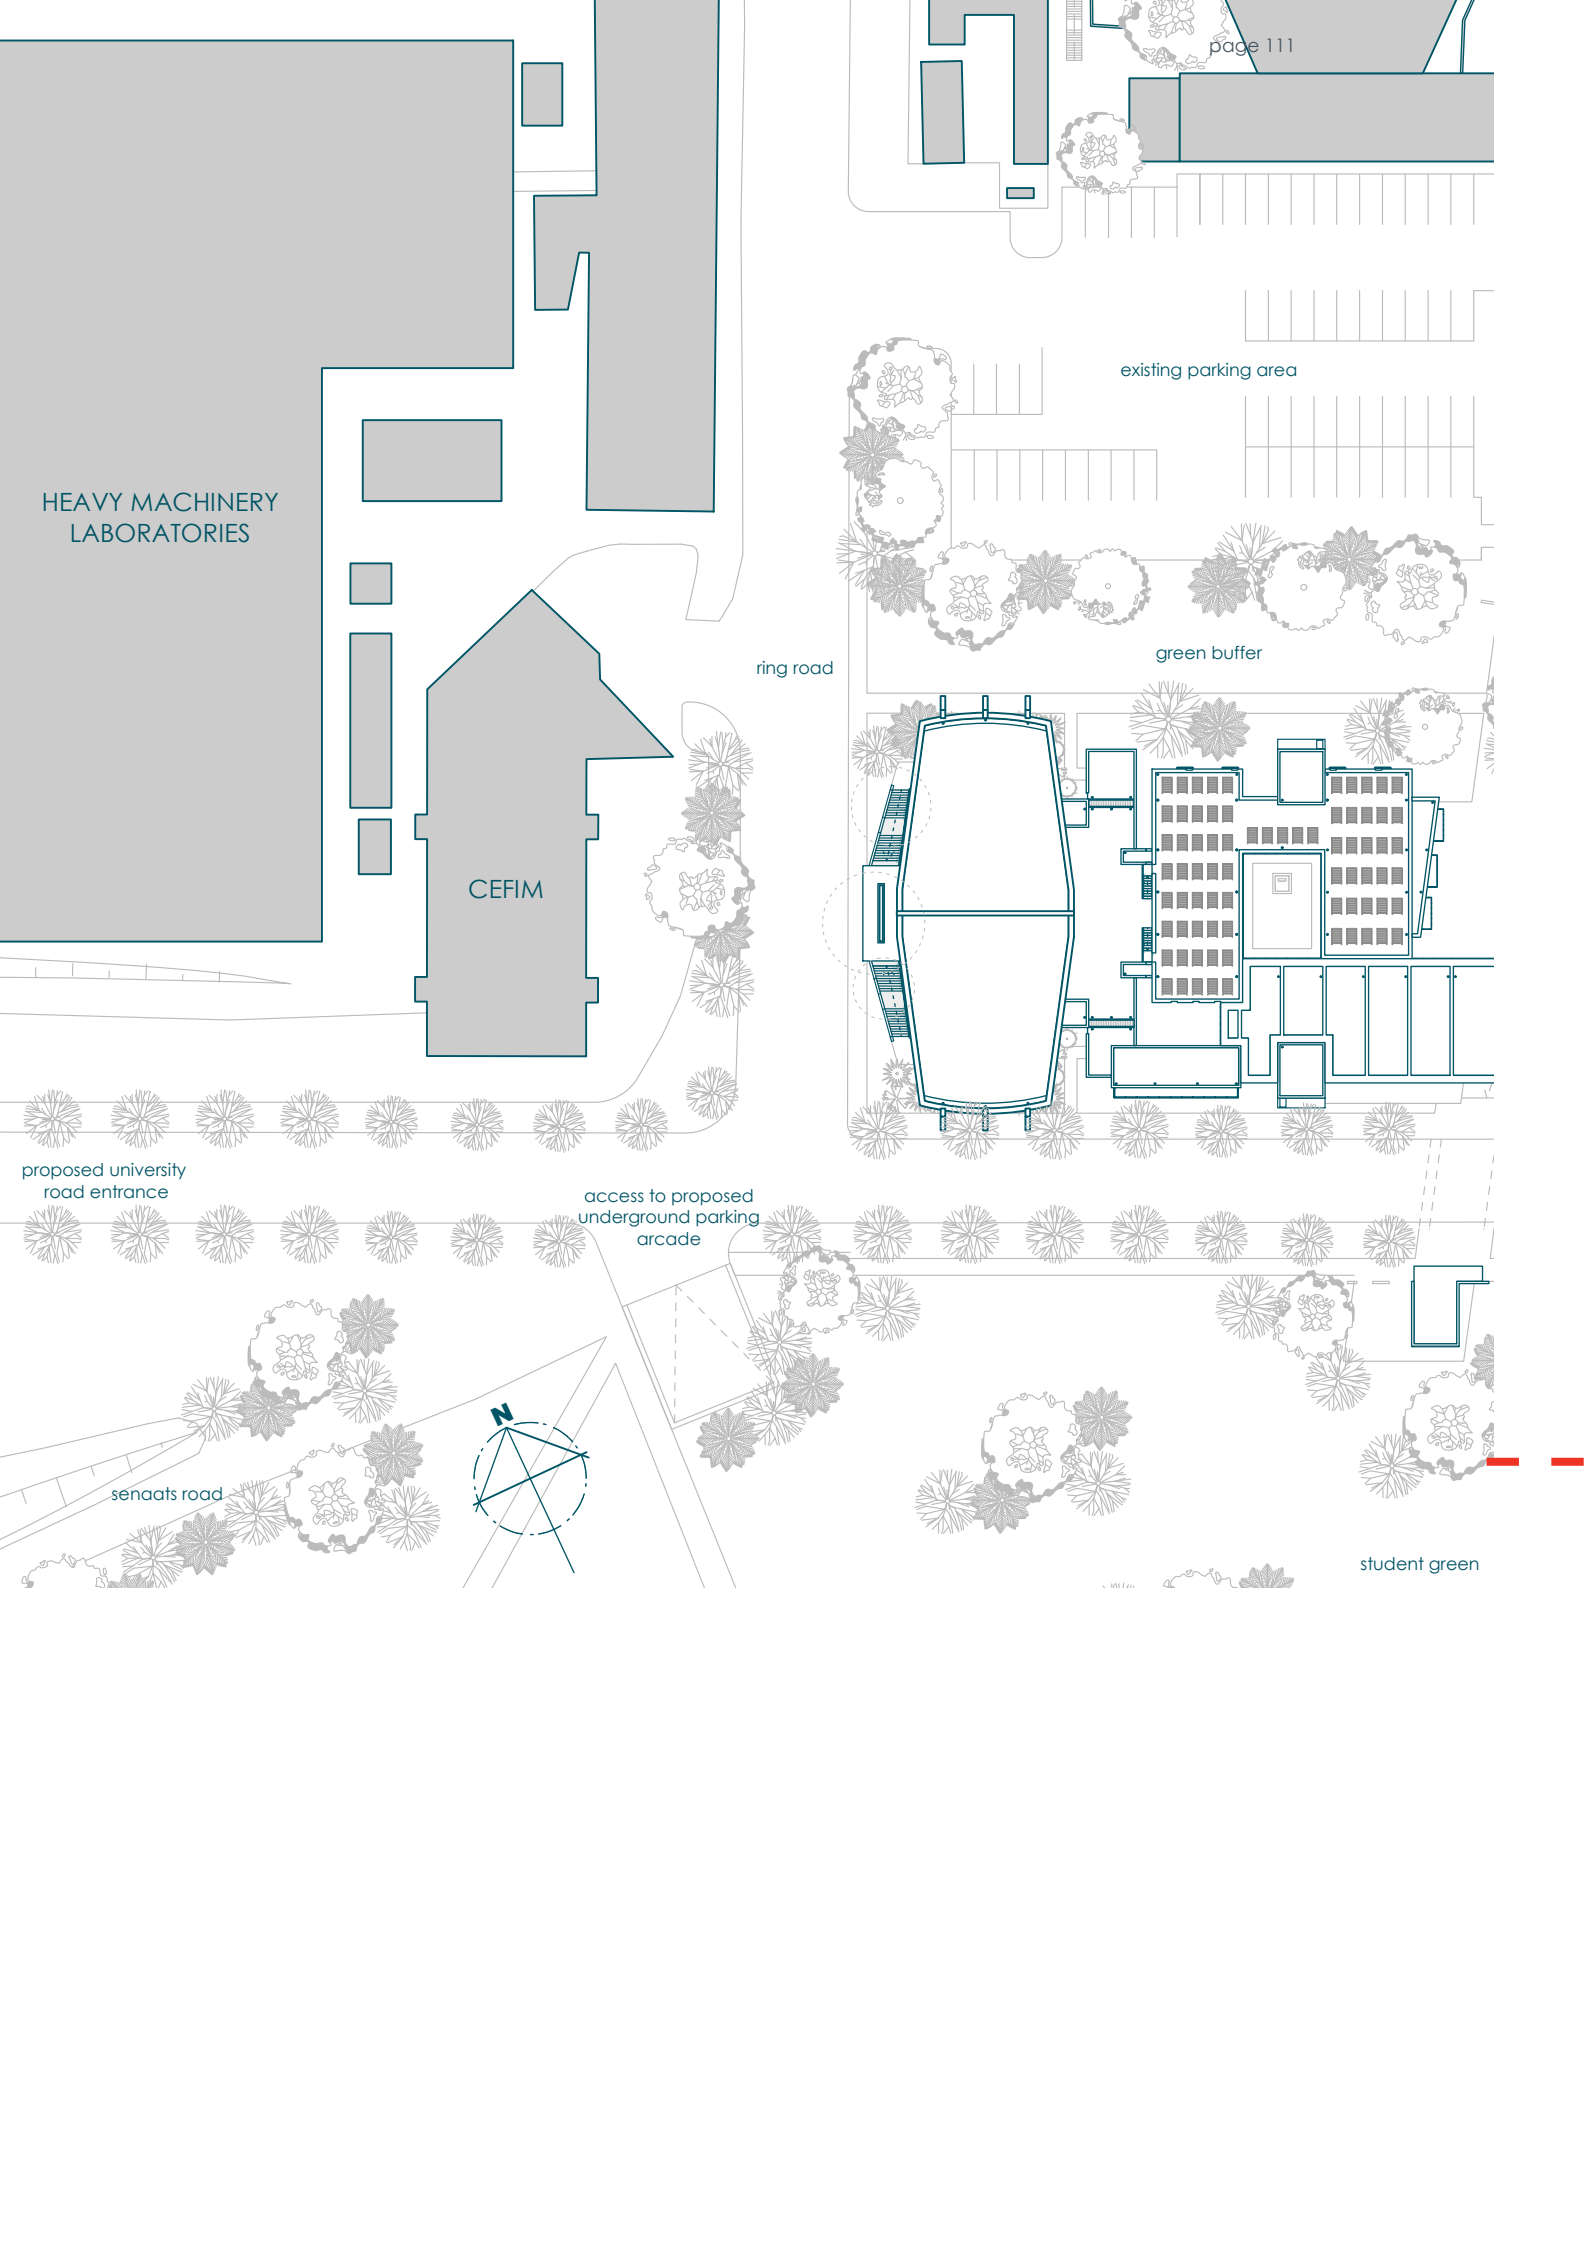 page 111
existing parking area
HEAVY MACHINERY
LABORATORIES
green buffer
ring road
CEFIM
proposed university
road entrance
access to proposed
underground parking
arcade
N
senaats road
student green